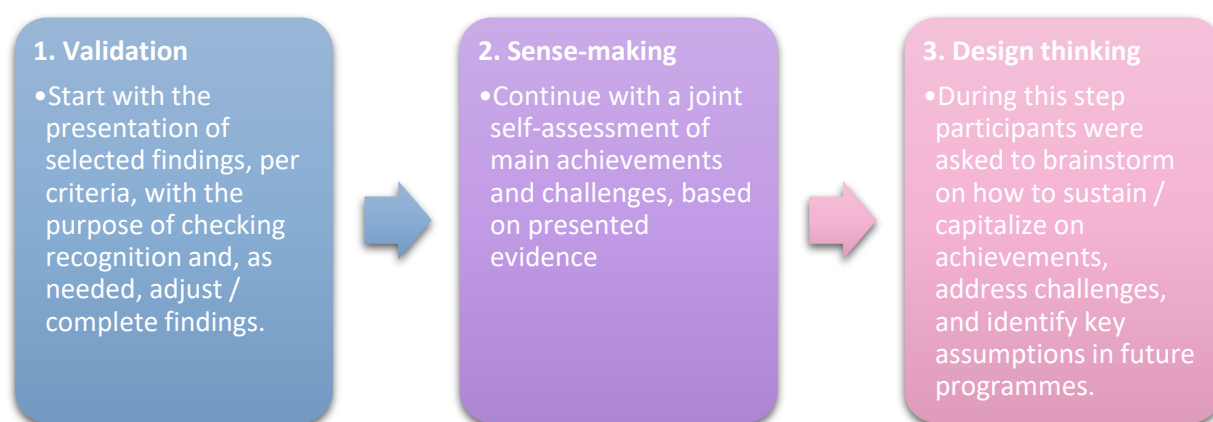 1. Validation
•Start with the
presentation of
selected findings, per
criteria, with the
purpose of checking
recognition and, as
needed, adjust /
complete findings.
2. Sense-making
•Continue with a joint
self-assessment of
main achievements
and challenges, based
on presented
evidence
3. Design thinking
•During this step
participants were
asked to brainstorm
on how to sustain /
capitalize on
achievements,
address challenges,
and identify key
assumptions in future
programmes.